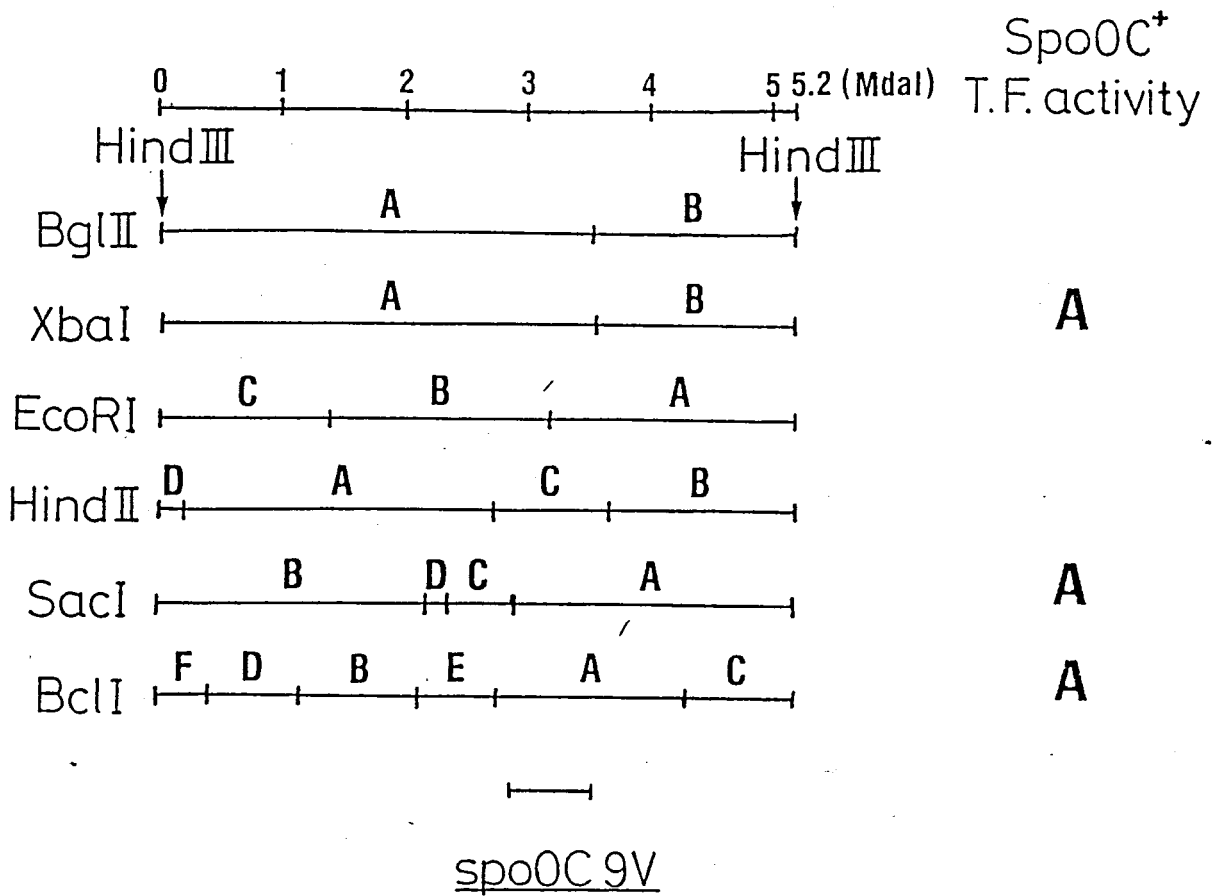 SpoOC+
T.F. activity
0 1 2 3 4 5 5.2 (Mdal)
HindIII HindIII
A B
BglII
A B
XbaI A
C B A
EcoRI
D A C B
HindII
B D C A
SacI A
F D B E A C
BclI A
spoOC 9V